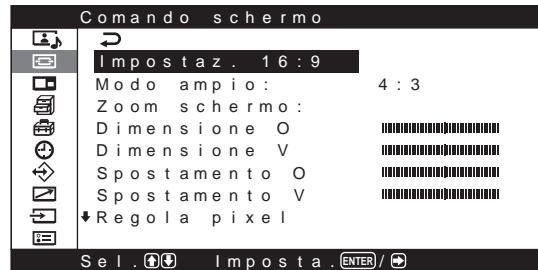 Comando schermo
Impostaz. 16:9
Modo ampio: 4:3
Zoom schermo:
Dimensione O
Dimensione V
Spostamento O
Spostamento V
Regola pixel
Sel. Imposta. ENTER /